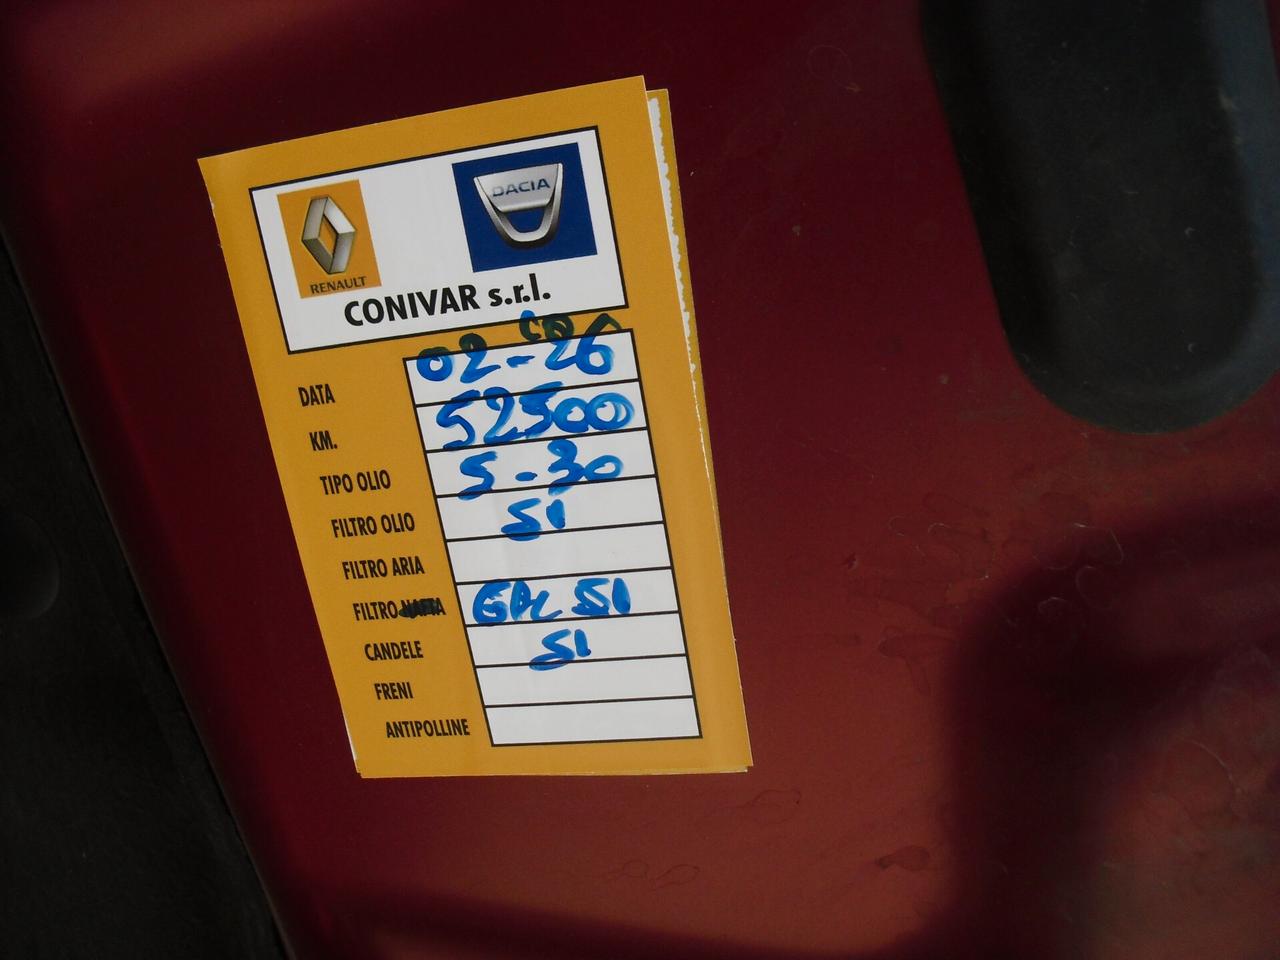 DACIA
RENAULT
CONIVAR s.r.l.
DATA 02-26
KM. 52500
TIPO OLIO 5-30
FILTRO OLIO SI
FILTRO ARIA
FILTRO NAFTA GPL SI
CANDELE SI
FRENI
ANTIPOLLINE